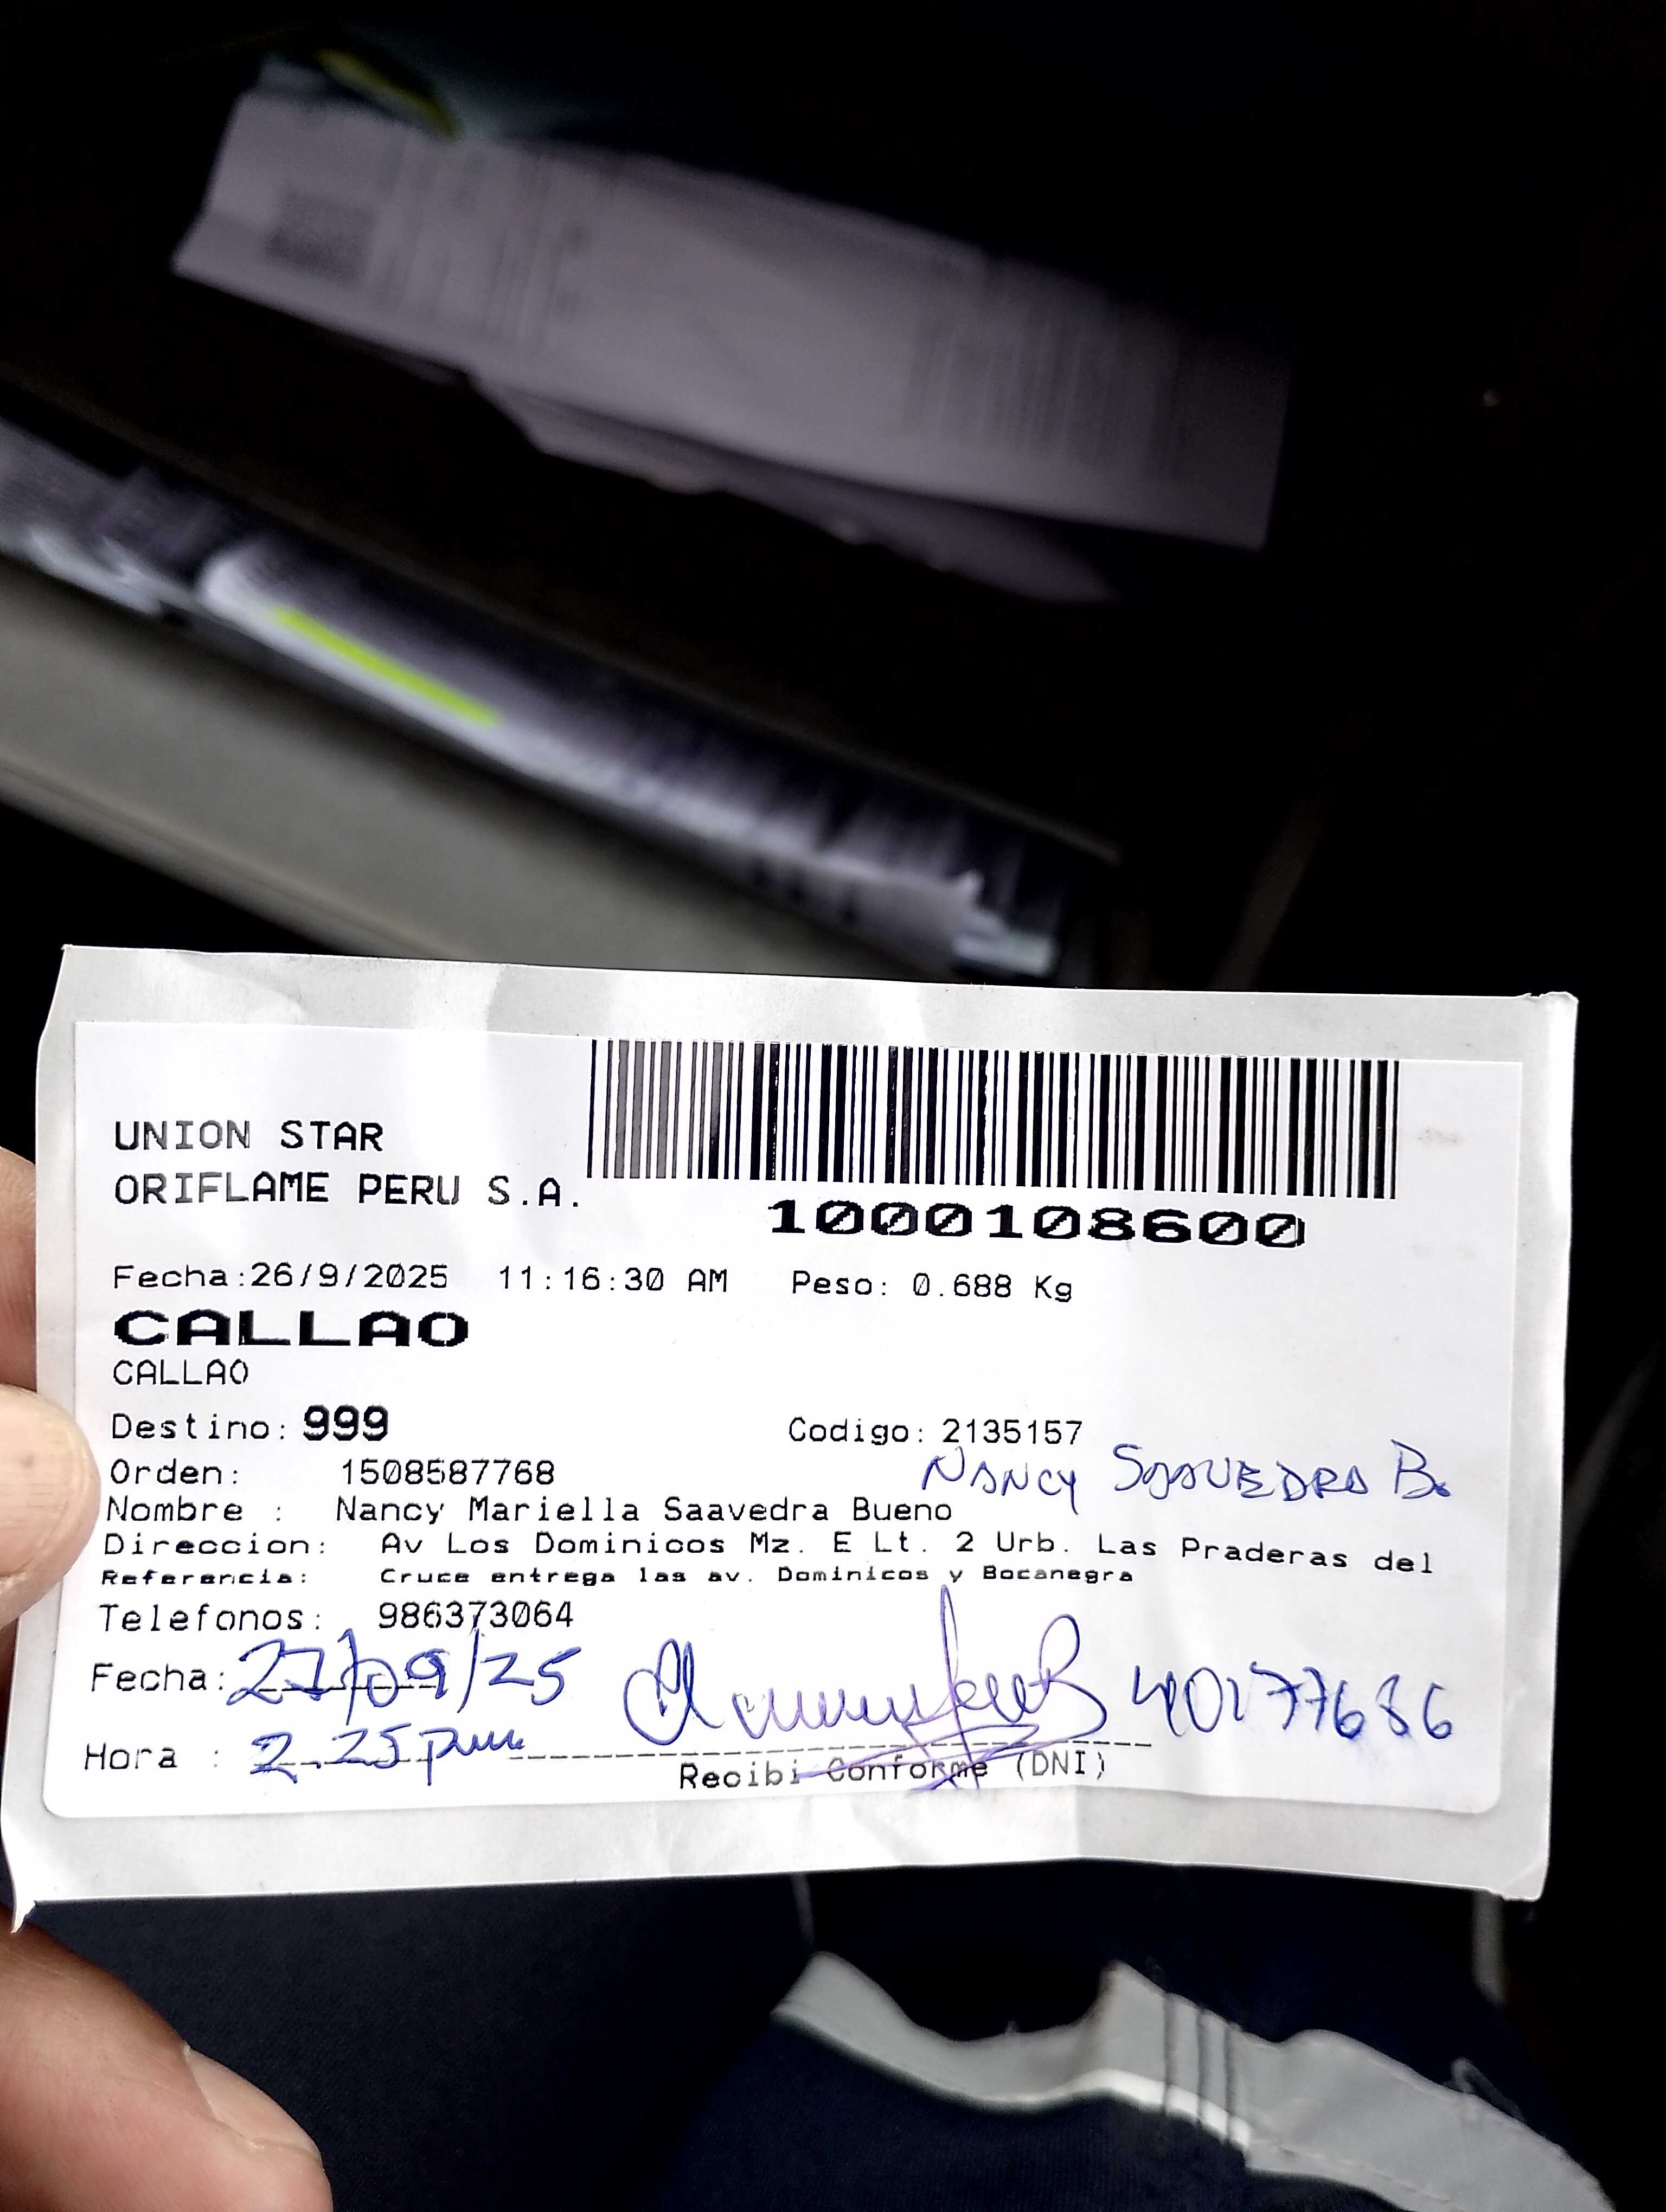 UNION STAR
ORIFLAME PERU S.A.
1000108600
Fecha:26/9/2025 11:16:30 AM Peso: 0.688 Kg
CALLAO
CALLAO
Destino: 999 Codigo: 2135157
Orden: 1508587768 NANCY SAAVEDRA B.
Nombre : Nancy Mariella Saavedra Bueno
Direccion: Av Los Dominicos Mz. E Lt. 2 Urb. Las Praderas del
Referencia: Cruce entrega las av. Dominicos y Bocanegra
Telefonos: 986373064
Fecha: 27/09/25 40177686
Hora : 2.25 pm
Recibi Conforme (DNI)